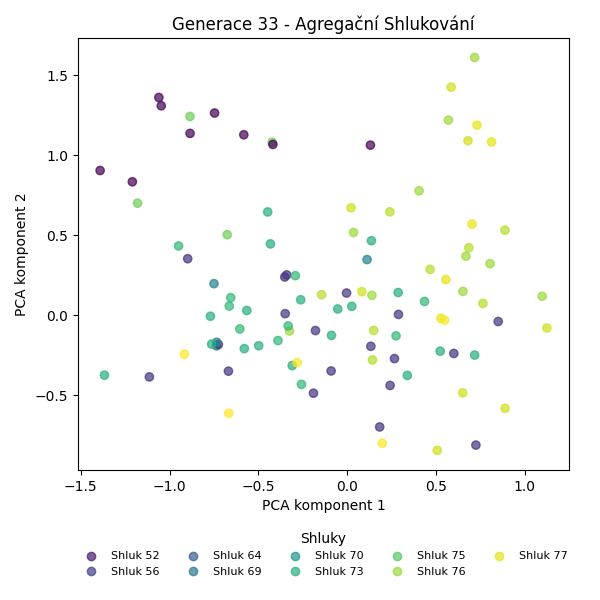 Generace 33 - Agregační Shlukování
PCA komponent 2
1.5
1.0
0.5
0.0
−0.5
−1.5 −1.0 −0.5 0.0 0.5 1.0
PCA komponent 1
Shluky
Shluk 52 Shluk 64 Shluk 70 Shluk 75 Shluk 77
Shluk 56 Shluk 69 Shluk 73 Shluk 76